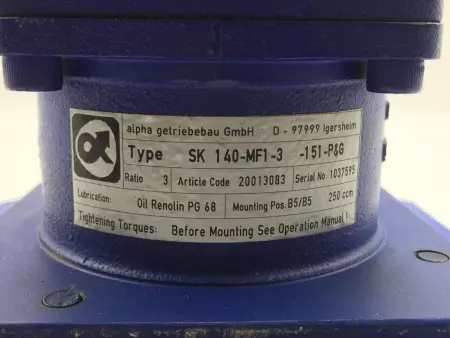 alpha getriebebau GmbH D - 97999 Igersheim
Type SK 140-MF1-3 -151-P&G
Ratio 3 Article Code 20013083 Serial No 1037595
Lubrication: Oil Renolin PG 68 Mounting Pos. B5/B5 250 ccm
Tightening Torques: Before Mounting See Operation Manual !